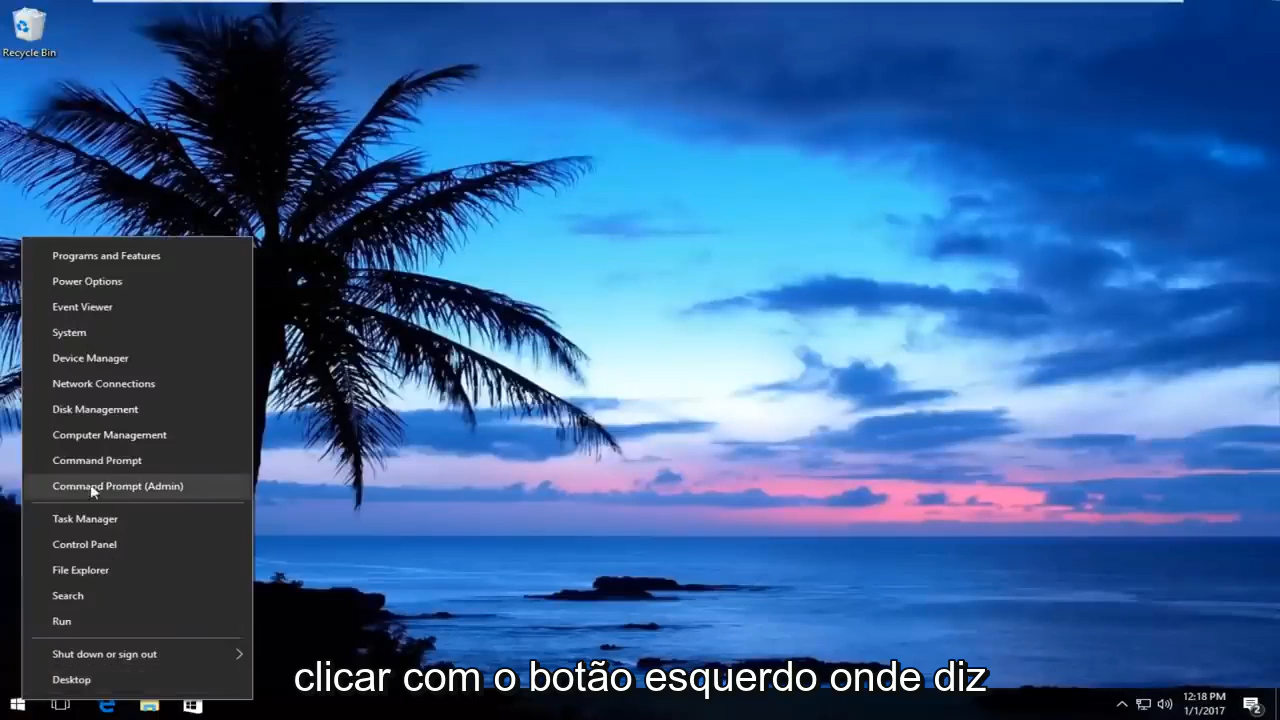 Recycle Bin
Programs and Features
Power Options
Event Viewer
System
Device Manager
Network Connections
Disk Management
Computer Management
Command Prompt
Command Prompt (Admin)
Task Manager
Control Panel
File Explorer
Search
Run
Shut down or sign out
Desktop
clicar com o botão esquerdo onde diz
12:18 PM
1/1/2017
2